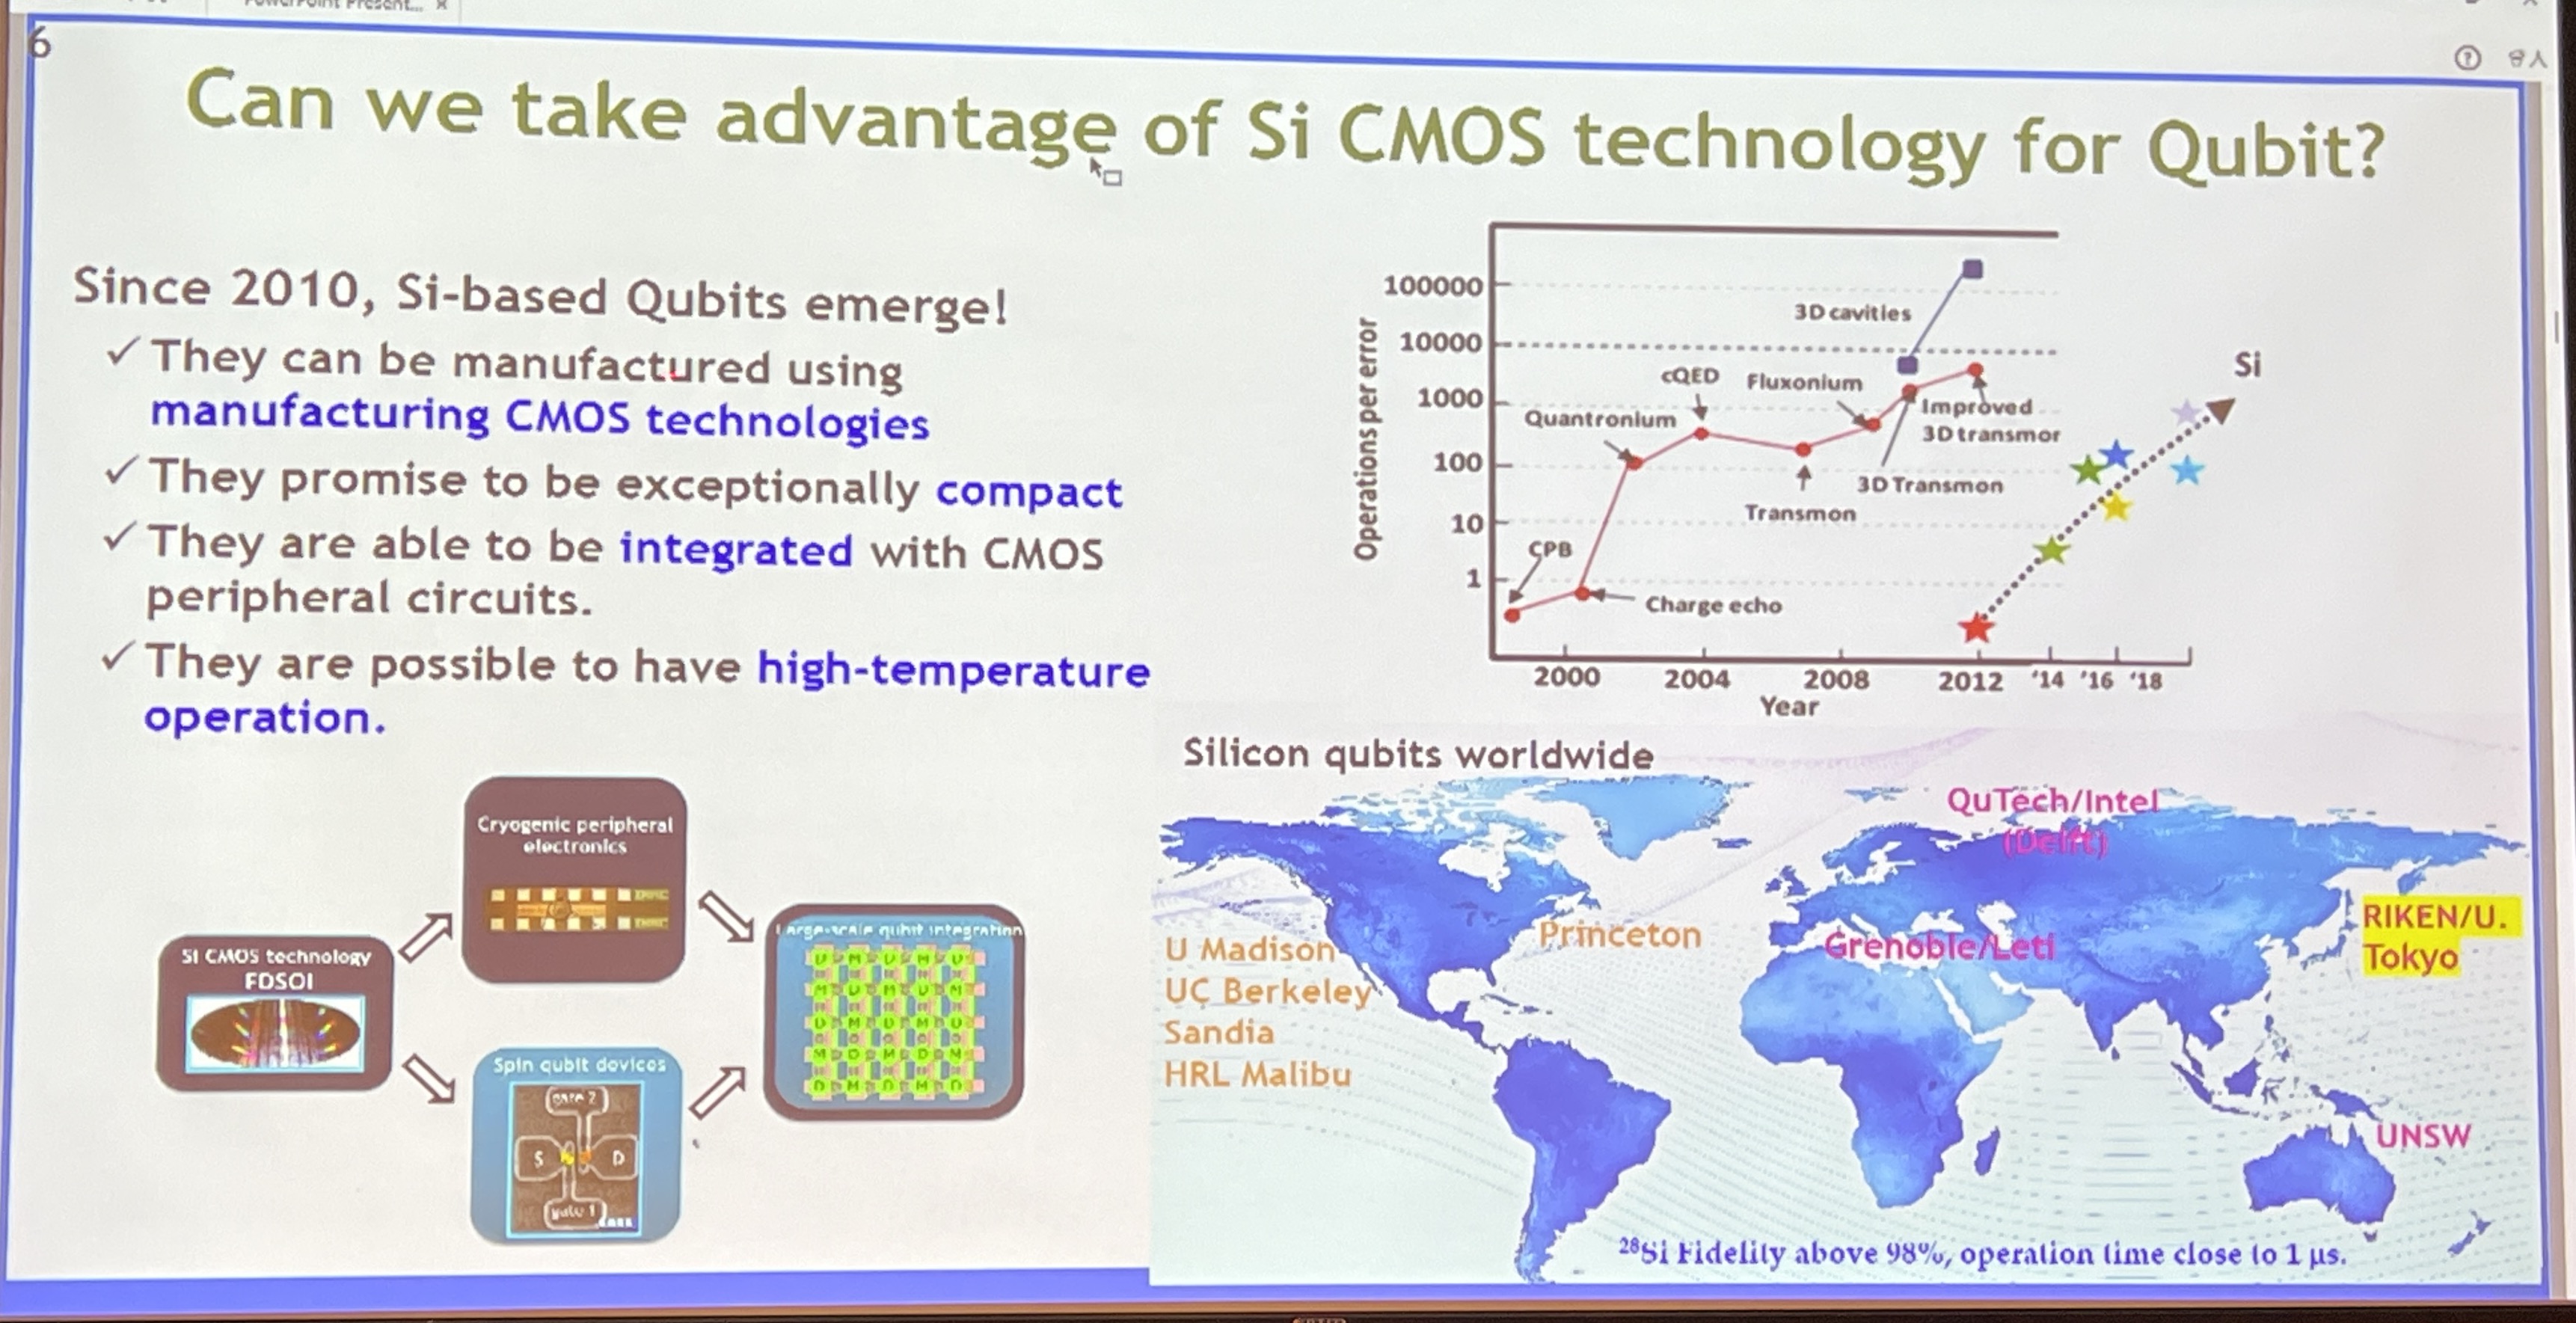 PowerPoint Present...
6
Can we take advantage of Si CMOS technology for Qubit?
Since 2010, Si-based Qubits emerge!
✓ They can be manufactured using
manufacturing CMOS technologies
✓ They promise to be exceptionally compact
✓ They are able to be integrated with CMOS
peripheral circuits.
✓ They are possible to have high-temperature
operation.
Operations per error
100000
10000
1000
100
10
1
3D cavities
cQED
Fluxonium
Quantronium
Improved
3D transmor
3D Transmon
Transmon
CPB
Charge echo
Si
2000
2004
2008
2012
'14
'16
'18
Year
SI CMOS technology
FDSOI
Cryogenic peripheral
electronics
Spin qubit devices
gate 2
S
D
gate 1
Large-scale qubit integration
D M D M D
M D M D M
D M D M D
M D M D M
D M D M D
Silicon qubits worldwide
QuTech/Intel
(Delft)
Princeton
Grenoble/Leti
RIKEN/U.
Tokyo
U Madison
UC Berkeley
Sandia
HRL Malibu
UNSW
²⁸Si Fidelity above 98%, operation time close to 1 µs.